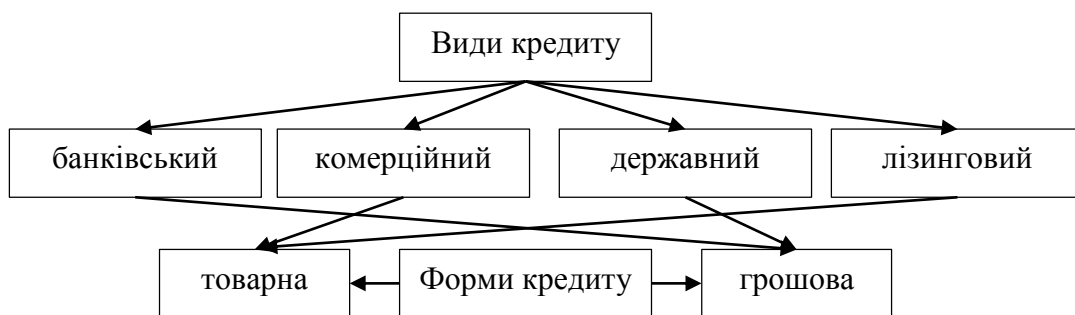 Види кредиту
банківський
комерційний
державний
лізинговий
товарна
Форми кредиту
грошова